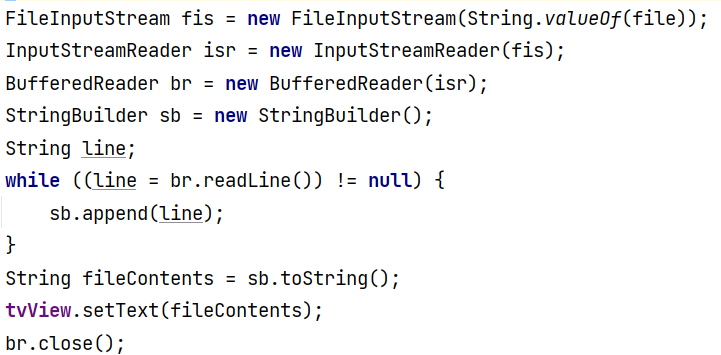 FileInputStream fis = new FileInputStream(String.valueOf(file));
InputStreamReader isr = new InputStreamReader(fis);
BufferedReader br = new BufferedReader(isr);
StringBuilder sb = new StringBuilder();
String line;
while ((line = br.readLine()) != null) {
    sb.append(line);
}
String fileContents = sb.toString();
tvView.setText(fileContents);
br.close();